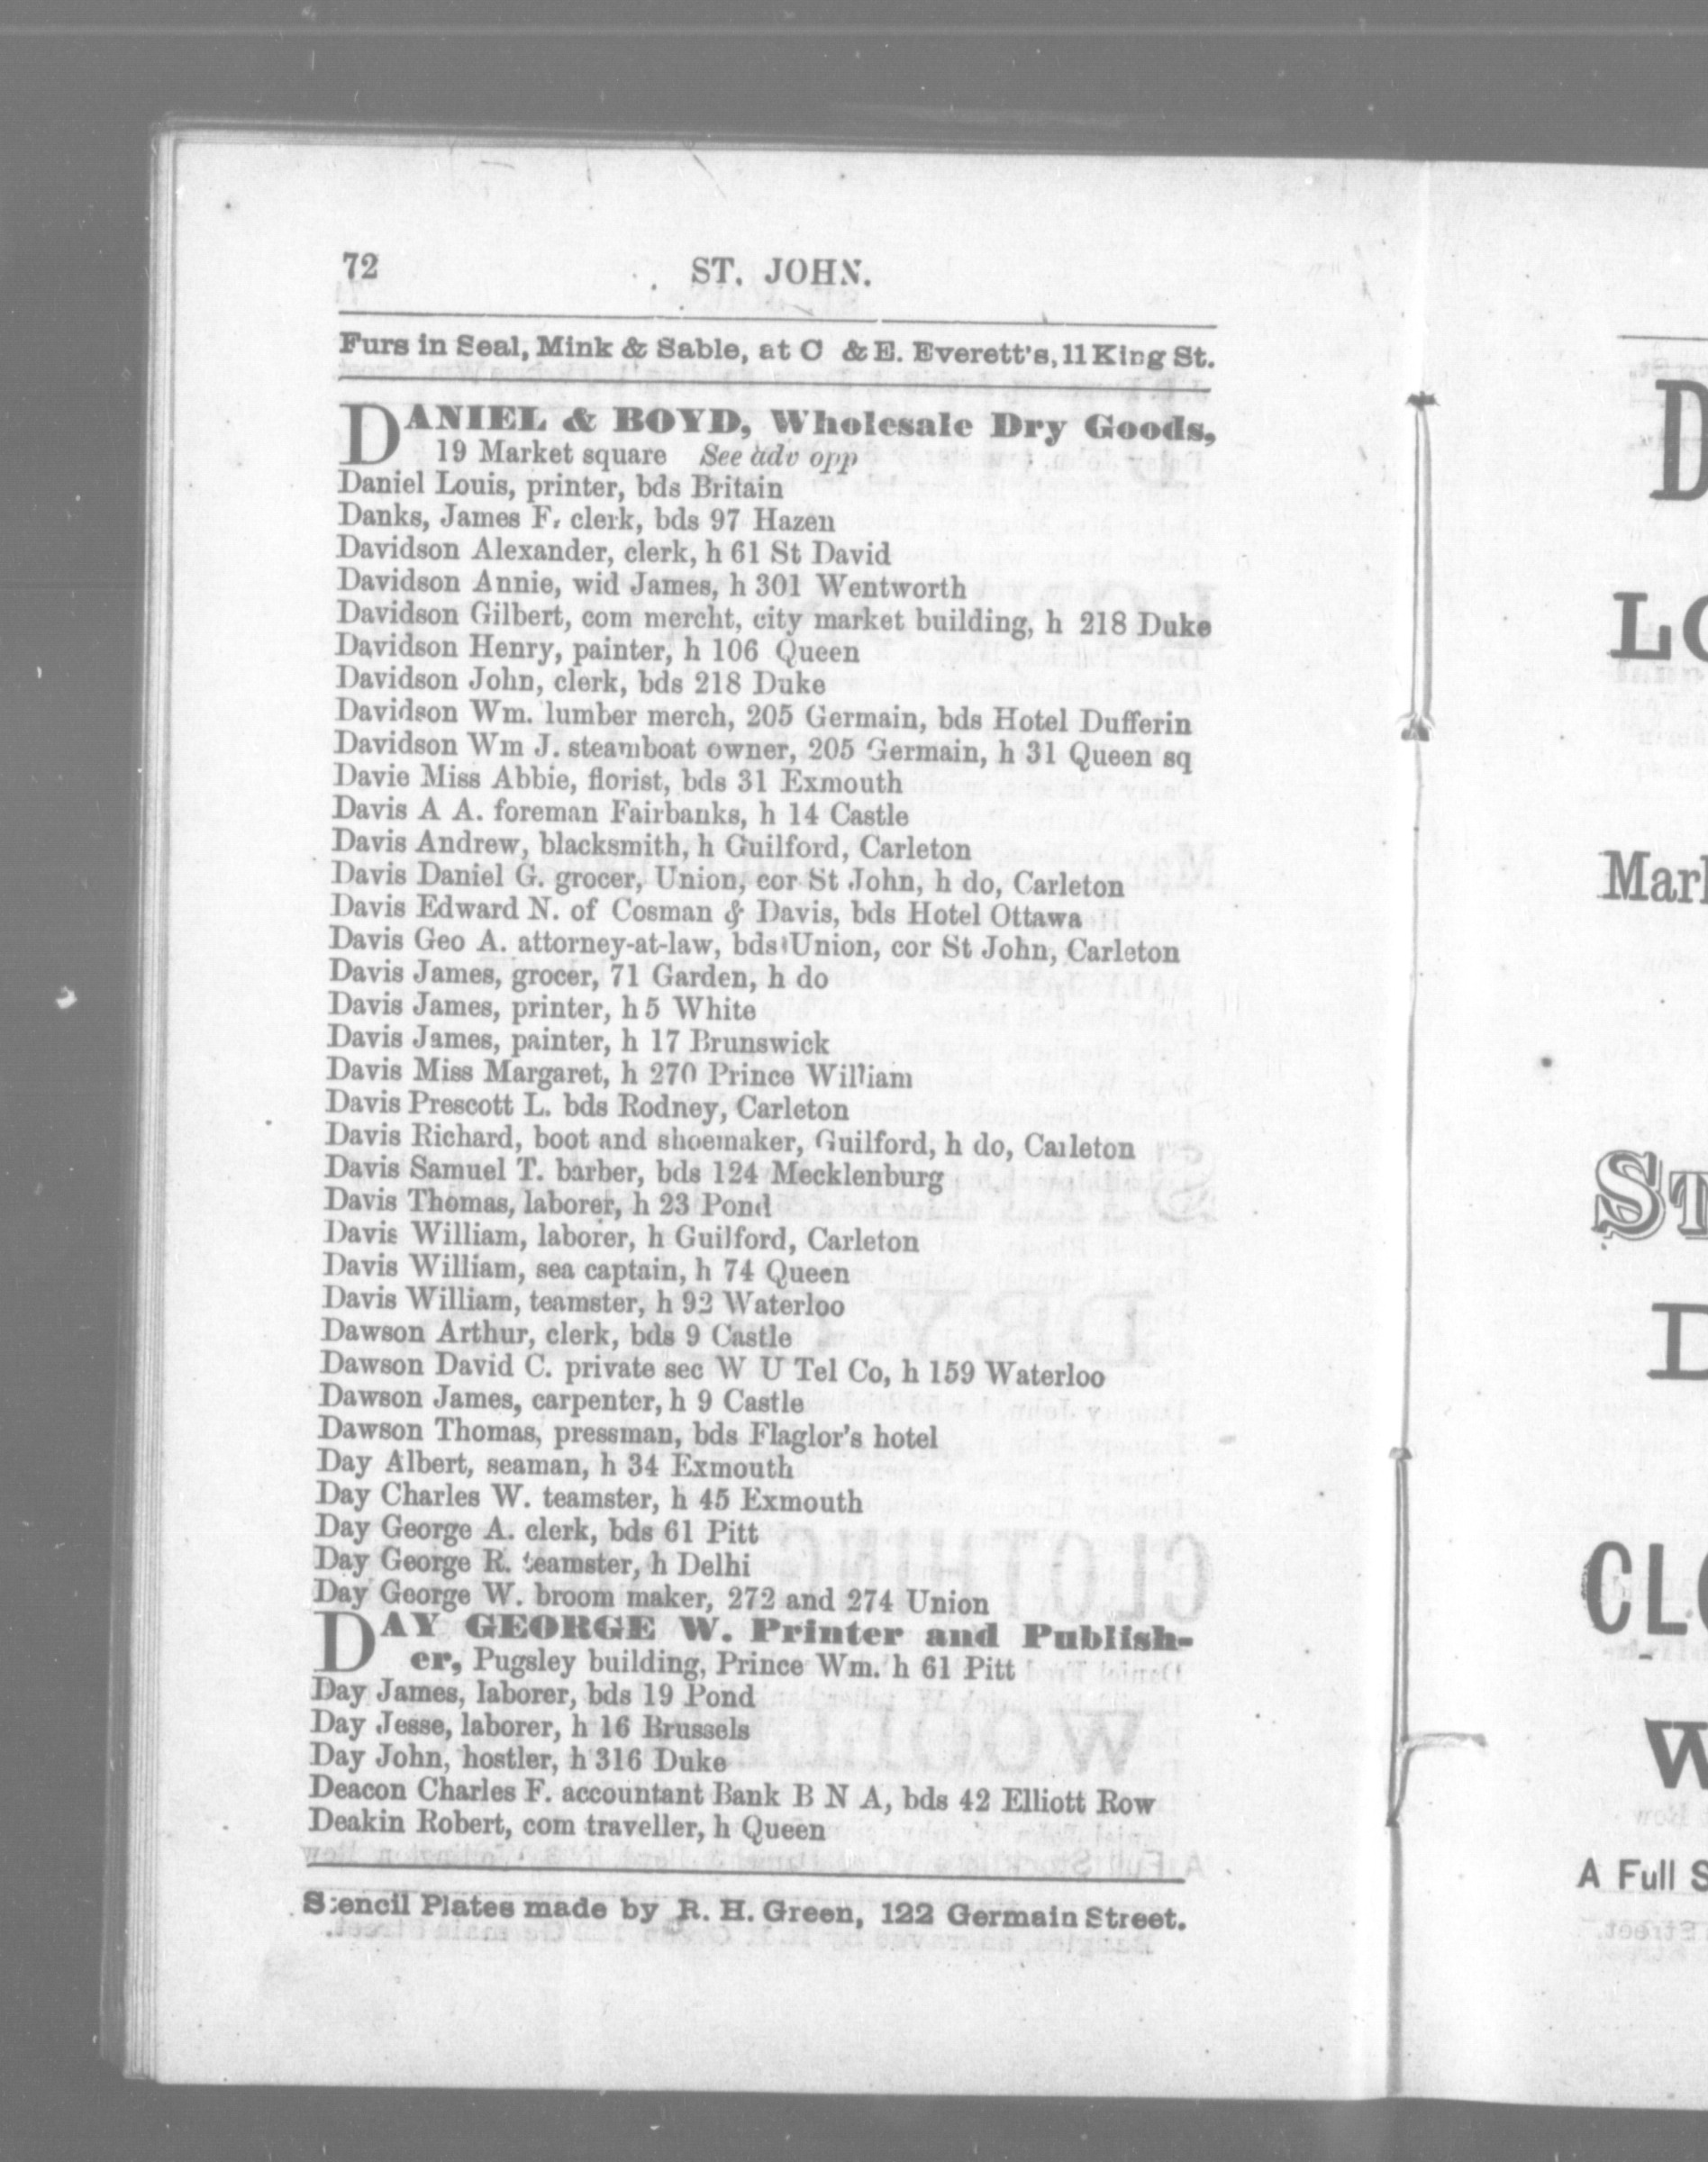 72
ST. JOHN.
Furs in Seal, Mink & Sable, at C & E. Everett's, 11 King St.
DANIEL & BOYD, Wholesale Dry Goods,
19 Market square See adv opp
Daniel Louis, printer, bds Britain
Danks, James F. clerk, bds 97 Hazen
Davidson Alexander, clerk, h 61 St David
Davidson Annie, wid James, h 301 Wentworth
Davidson Gilbert, com mercht, city market building, h 218 Duke
Davidson Henry, painter, h 106 Queen
Davidson John, clerk, bds 218 Duke
Davidson Wm. lumber merch, 205 Germain, bds Hotel Dufferin
Davidson Wm J. steamboat owner, 205 Germain, h 31 Queen sq
Davie Miss Abbie, florist, bds 31 Exmouth
Davis A A. foreman Fairbanks, h 14 Castle
Davis Andrew, blacksmith, h Guilford, Carleton
Davis Daniel G. grocer, Union, cor St John, h do, Carleton
Davis Edward N. of Cosman & Davis, bds Hotel Ottawa
Davis Geo A. attorney-at-law, bds Union, cor St John, Carleton
Davis James, grocer, 71 Garden, h do
Davis James, printer, h 5 White
Davis James, painter, h 17 Brunswick
Davis Miss Margaret, h 270 Prince William
Davis Prescott L. bds Rodney, Carleton
Davis Richard, boot and shoemaker, Guilford, h do, Carleton
Davis Samuel T. barber, bds 124 Mecklenburg
Davis Thomas, laborer, h 23 Pond
Davis William, laborer, h Guilford, Carleton
Davis William, sea captain, h 74 Queen
Davis William, teamster, h 92 Waterloo
Dawson Arthur, clerk, bds 9 Castle
Dawson David C. private sec W U Tel Co, h 159 Waterloo
Dawson James, carpenter, h 9 Castle
Dawson Thomas, pressman, bds Flaglor's hotel
Day Albert, seaman, h 34 Exmouth
Day Charles W. teamster, h 45 Exmouth
Day George A. clerk, bds 61 Pitt
Day George R. teamster, h Delhi
Day George W. broom maker, 272 and 274 Union
DAY GEORGE W. Printer and Publish-
er, Pugsley building, Prince Wm. h 61 Pitt
Day James, laborer, bds 19 Pond
Day Jesse, laborer, h 16 Brussels
Day John, hostler, h 316 Duke
Deacon Charles F. accountant Bank B N A, bds 42 Elliott Row
Deakin Robert, com traveller, h Queen
Stencil Plates made by R. H. Green, 122 Germain Street.
D
LO
Mark
ST
D
CLO
W
A Full S